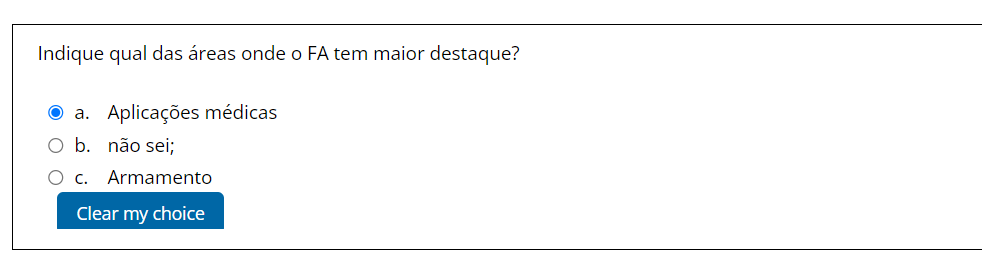 Indique qual das áreas onde o FA tem maior destaque?
a. Aplicações médicas
b. não sei;
c. Armamento
Clear my choice